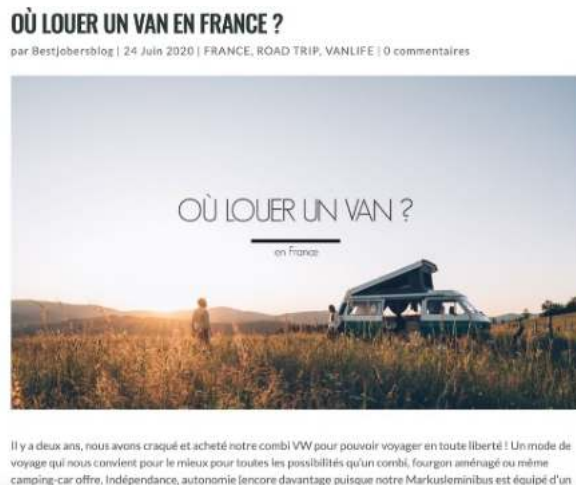 OÙ LOUER UN VAN EN FRANCE ?
par Bestjobersblog | 24 Juin 2020 | FRANCE, ROAD TRIP, VANLIFE | 0 commentaires
OÙ LOUER UN VAN ?
en France
Il y a deux ans, nous avons craqué et acheté notre combi VW pour pouvoir voyager en toute liberté ! Un mode de
voyage qui nous convient pour le mieux pour toutes les possibilités qu'un combi, fourgon aménagé ou même
camping-car offre. Indépendance, autonomie (encore davantage puisque notre Markusleminibus est équipé d'un